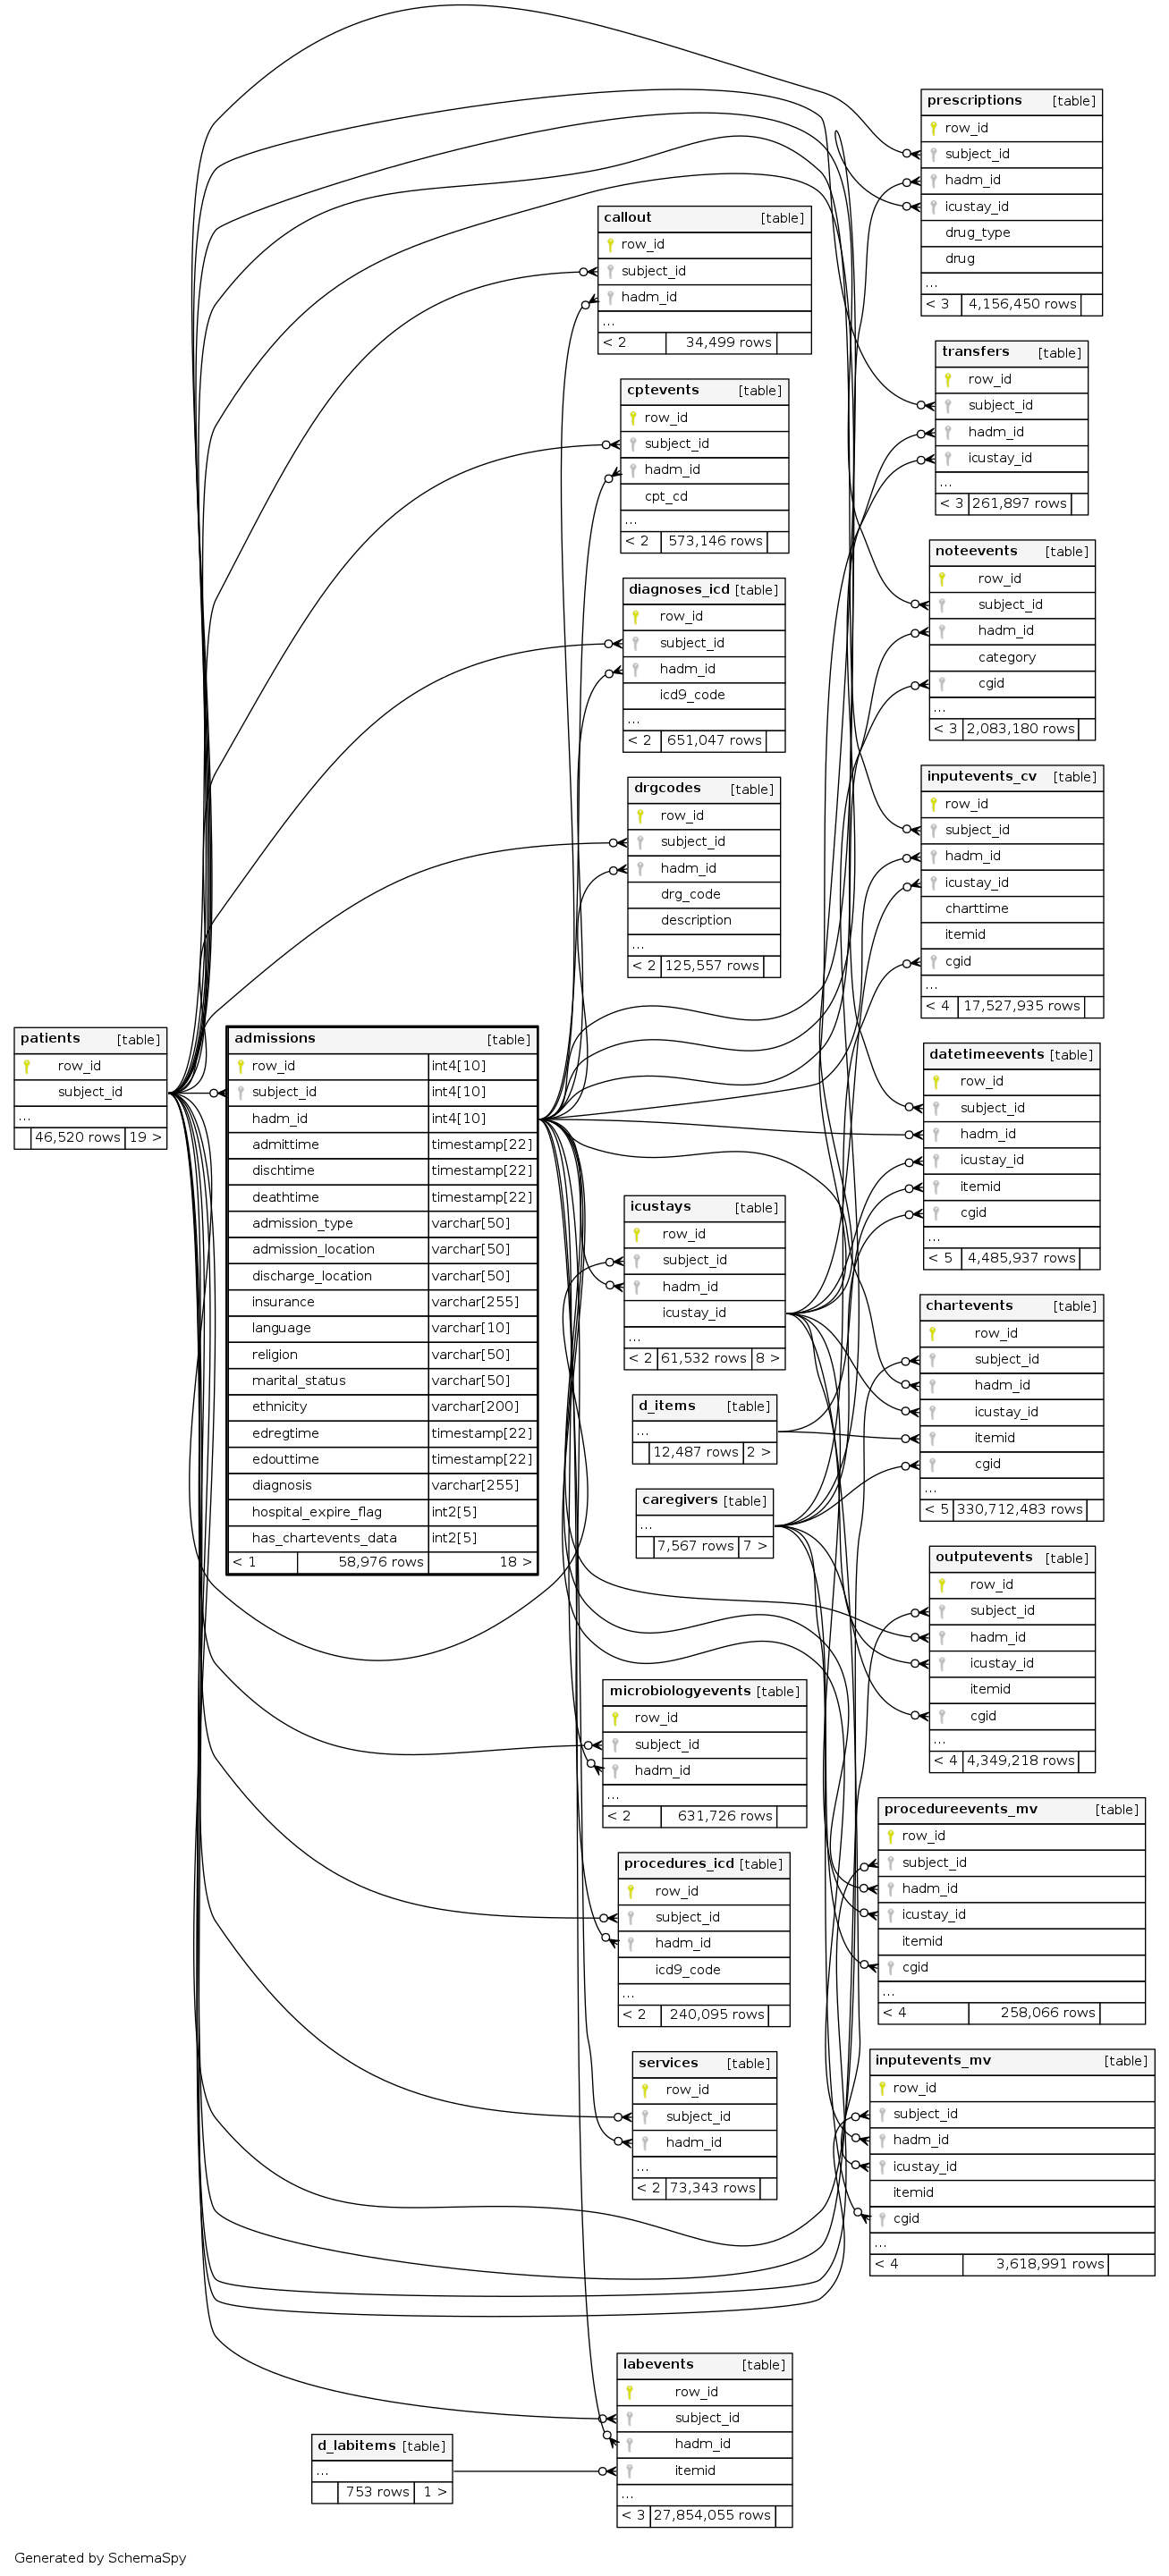 prescriptions [table]
row_id
subject_id
hadm_id
icustay_id
drug_type
drug
...
< 3 4,156,450 rows
callout [table]
row_id
subject_id
hadm_id
...
< 2 34,499 rows
transfers [table]
row_id
subject_id
hadm_id
icustay_id
...
< 3 261,897 rows
cptevents [table]
row_id
subject_id
hadm_id
cpt_cd
...
< 2 573,146 rows
noteevents [table]
row_id
subject_id
hadm_id
category
cgid
...
< 3 2,083,180 rows
diagnoses_icd [table]
row_id
subject_id
hadm_id
icd9_code
...
< 2 651,047 rows
inputevents_cv [table]
row_id
subject_id
hadm_id
icustay_id
charttime
itemid
cgid
...
< 4 17,527,935 rows
drgcodes [table]
row_id
subject_id
hadm_id
drg_code
description
...
< 2 125,557 rows
patients [table]
row_id
subject_id
...
46,520 rows 19 >
admissions [table]
row_id int4[10]
subject_id int4[10]
hadm_id int4[10]
admittime timestamp[22]
dischtime timestamp[22]
deathtime timestamp[22]
admission_type varchar[50]
admission_location varchar[50]
discharge_location varchar[50]
insurance varchar[255]
language varchar[10]
religion varchar[50]
marital_status varchar[50]
ethnicity varchar[200]
edregtime timestamp[22]
edouttime timestamp[22]
diagnosis varchar[255]
hospital_expire_flag int2[5]
has_chartevents_data int2[5]
< 1 58,976 rows 18 >
datetimeevents [table]
row_id
subject_id
hadm_id
icustay_id
itemid
cgid
...
< 5 4,485,937 rows
icustays [table]
row_id
subject_id
hadm_id
icustay_id
...
< 2 61,532 rows 8 >
chartevents [table]
row_id
subject_id
hadm_id
icustay_id
itemid
cgid
...
< 5 330,712,483 rows
d_items [table]
...
12,487 rows 2 >
caregivers [table]
...
7,567 rows 7 >
outputevents [table]
row_id
subject_id
hadm_id
icustay_id
itemid
cgid
...
< 4 4,349,218 rows
microbiologyevents [table]
row_id
subject_id
hadm_id
...
< 2 631,726 rows
procedureevents_mv [table]
row_id
subject_id
hadm_id
icustay_id
itemid
cgid
...
< 4 258,066 rows
procedures_icd [table]
row_id
subject_id
hadm_id
icd9_code
...
< 2 240,095 rows
services [table]
row_id
subject_id
hadm_id
...
< 2 73,343 rows
inputevents_mv [table]
row_id
subject_id
hadm_id
icustay_id
itemid
cgid
...
< 4 3,618,991 rows
labevents [table]
row_id
subject_id
hadm_id
itemid
...
< 3 27,854,055 rows
d_labitems [table]
...
753 rows 1 >
Generated by SchemaSpy